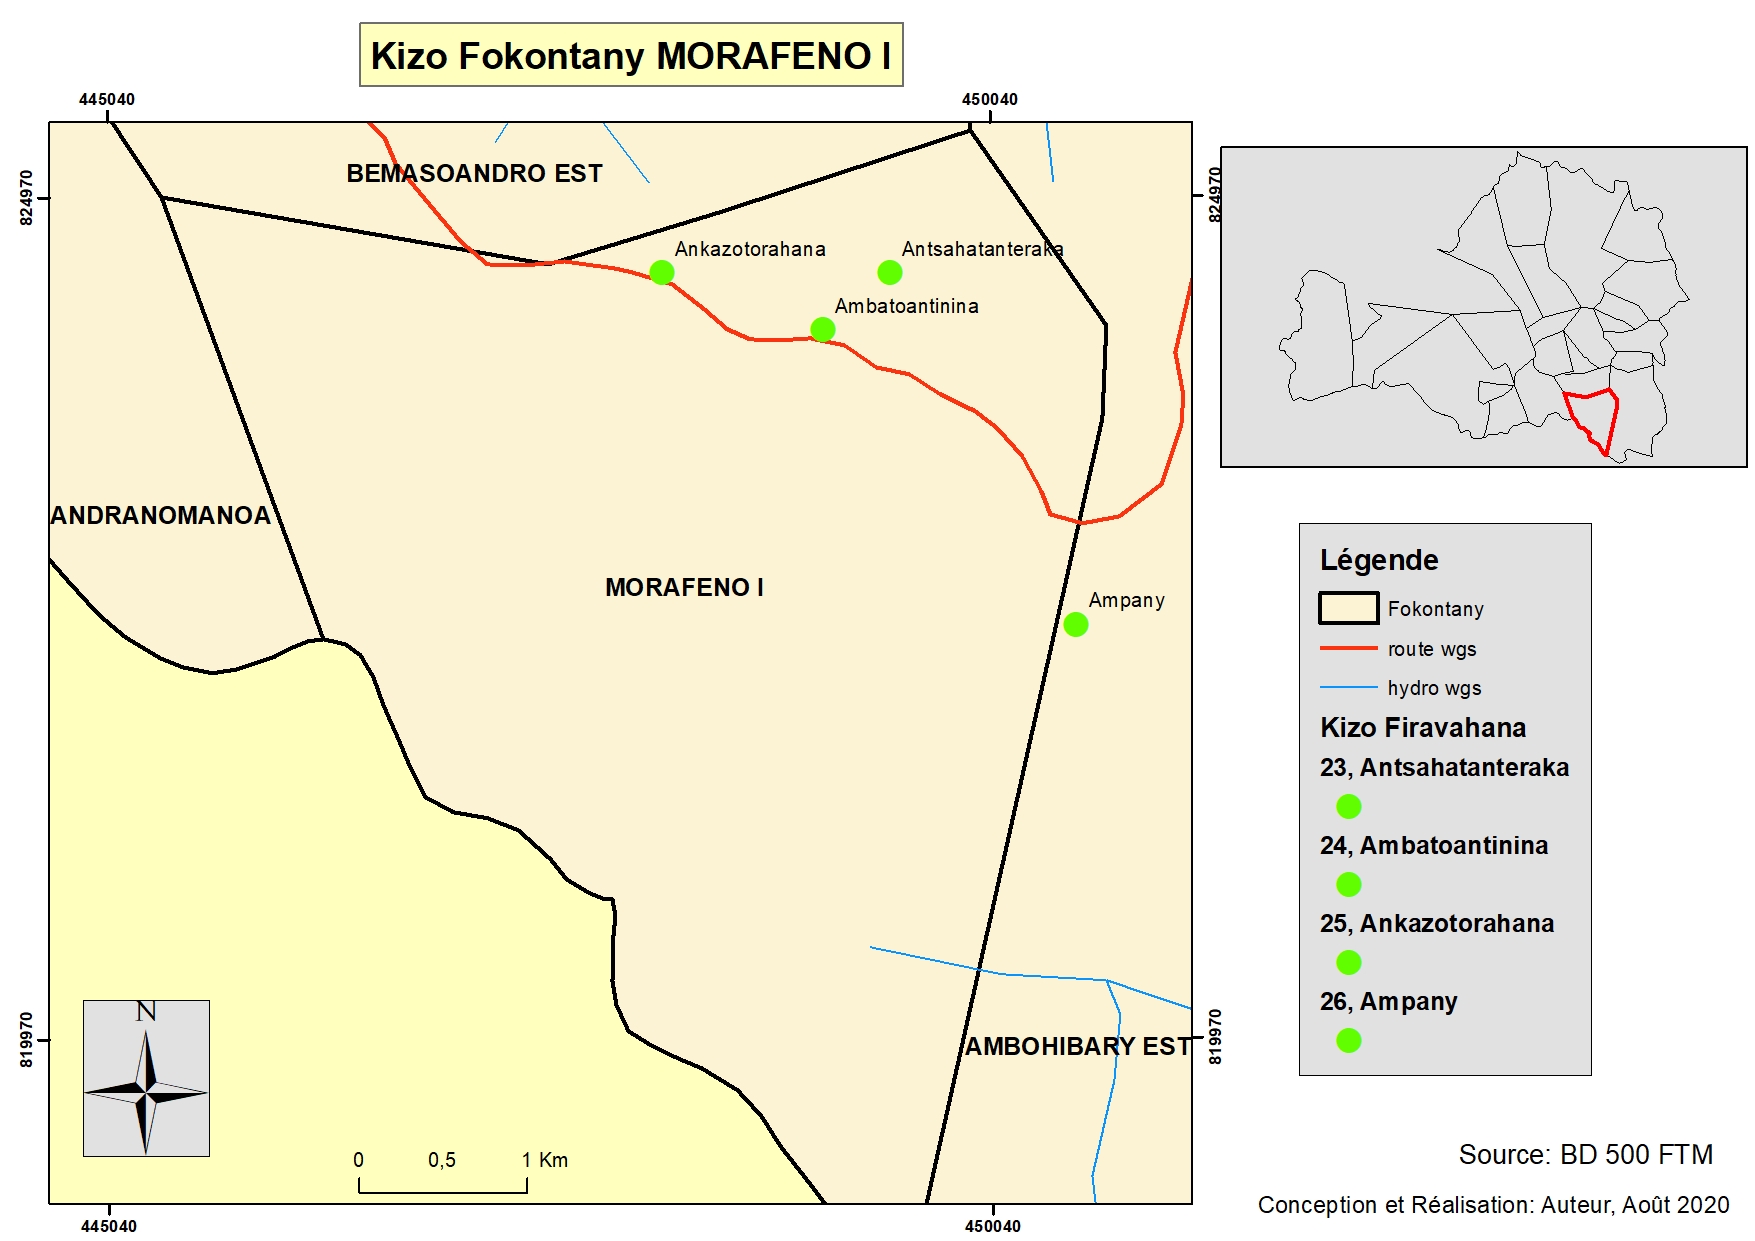 Kizo Fokontany MORAFENO I
445040
450040
824970
824970
BEMASOANDRO EST
Ankazotorahana
Antsahatanteraka
Ambatoantinina
ANDRANOMANOA
MORAFENO I
Ampany
Légende
Fokontany
route wgs
hydro wgs
Kizo Firavahana
23, Antsahatanteraka
24, Ambatoantinina
25, Ankazotorahana
26, Ampany
N
819970
819970
AMBOHIBARY EST
0 0,5 1 Km
Source: BD 500 FTM
Conception et Réalisation: Auteur, Août 2020
445040
450040